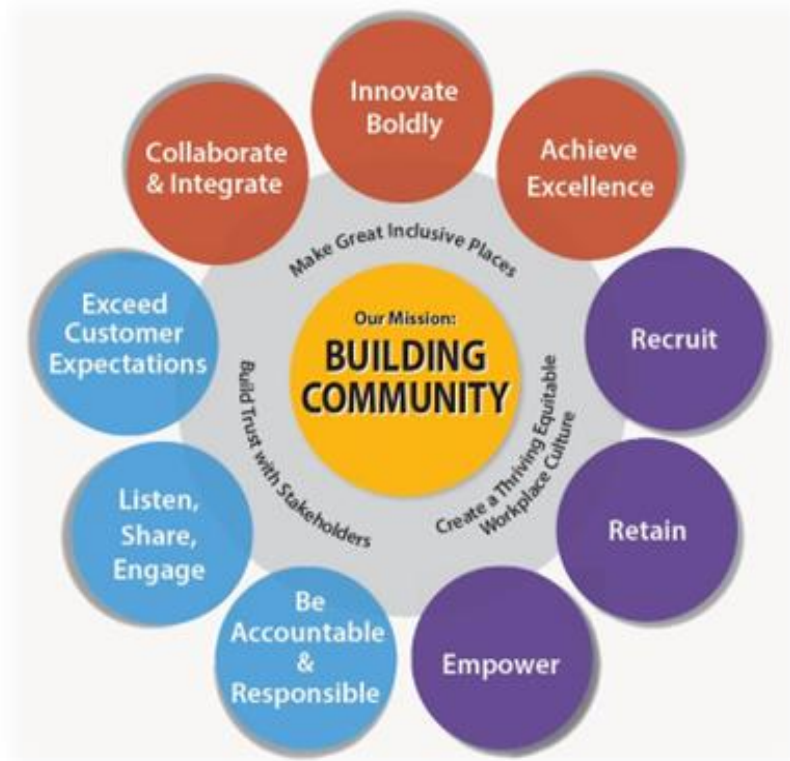 Innovate
Boldly
Achieve
Excellence
Recruit
Retain
Empower
Be
Accountable
&
Responsible
Listen,
Share,
Engage
Exceed
Customer
Expectations
Collaborate
& Integrate
Make Great Inclusive Places
Create a Thriving Equitable
Workplace Culture
Build Trust with Stakeholders
Our Mission:
BUILDING
COMMUNITY